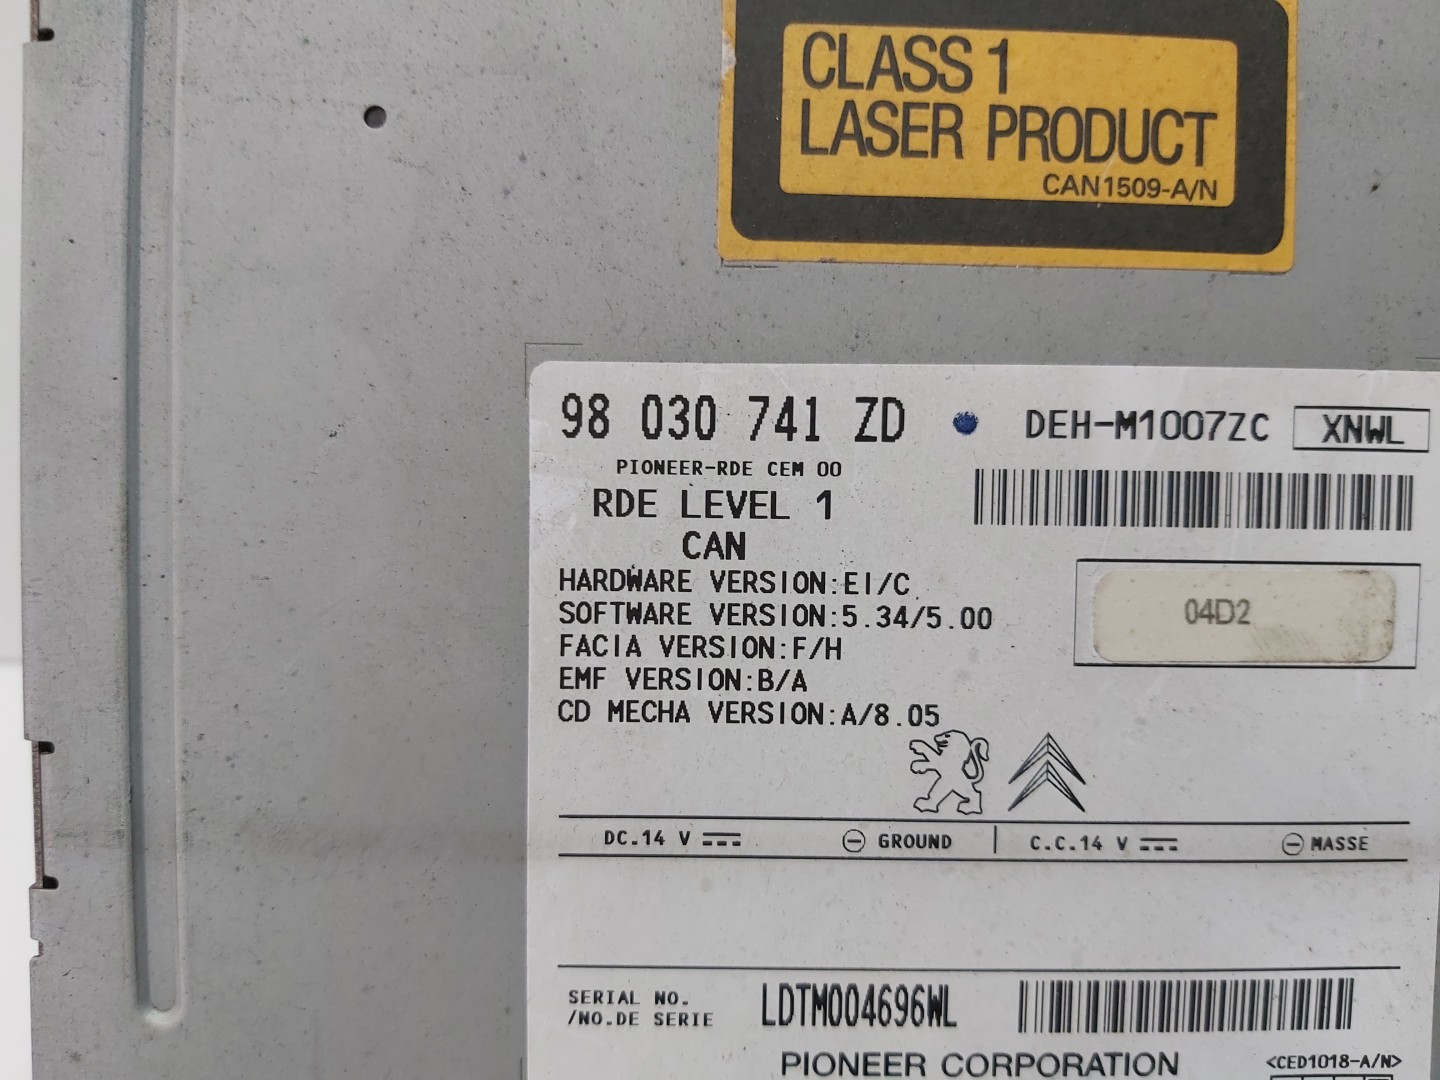 CLASS 1
LASER PRODUCT
CAN1509-A/N
98 030 741 ZD DEH-M1007ZC XNWL
PIONEER-RDE CEM 00
RDE LEVEL 1
CAN
HARDWARE VERSION:EI/C
SOFTWARE VERSION:5.34/5.00
04D2
FACIA VERSION:F/H
EMF VERSION:B/A
CD MECHA VERSION:A/8.05
DC.14 V ⎓ ⊖ GROUND | C.C.14 V ⎓ ⊖ MASSE
SERIAL NO.
/NO.DE SERIE LDTM004696WL
PIONEER CORPORATION <CED1018-A/N>